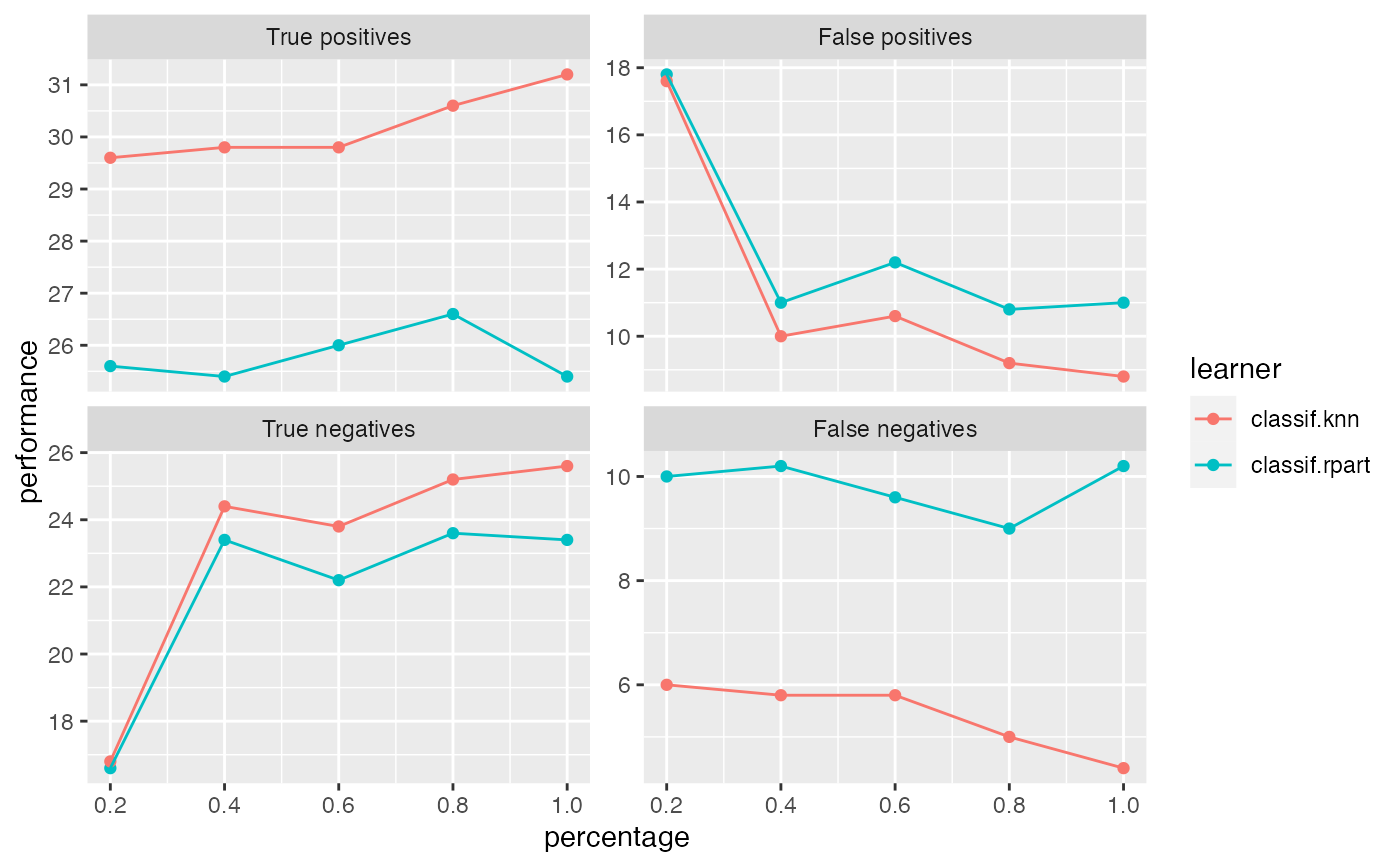 True positives
False positives
31
30
29
28
27
26
18
16
14
12
10
performance
True negatives
False negatives
26
24
22
20
18
10
8
6
0.2 0.4 0.6 0.8 1.0
0.2 0.4 0.6 0.8 1.0
percentage
learner
classif.knn
classif.rpart